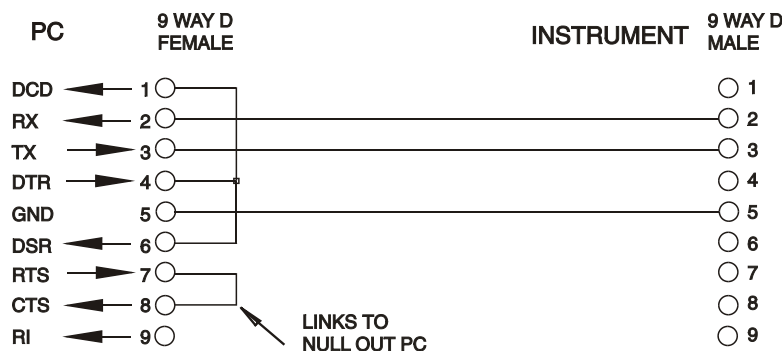 PC
9 WAY D
FEMALE
INSTRUMENT
9 WAY D
MALE
DCD 1 1
RX 2 2
TX 3 3
DTR 4 4
GND 5 5
DSR 6 6
RTS 7 7
CTS 8 8
RI 9 9
LINKS TO
NULL OUT PC